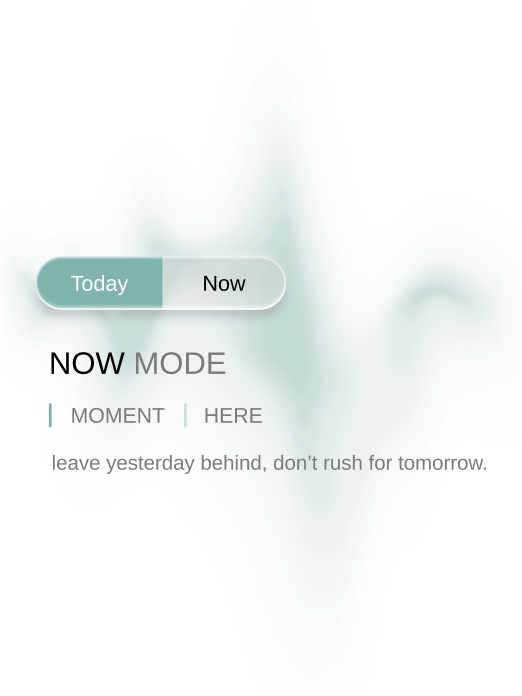 Today Now
NOW MODE
MOMENT HERE
leave yesterday behind, don’t rush for tomorrow.